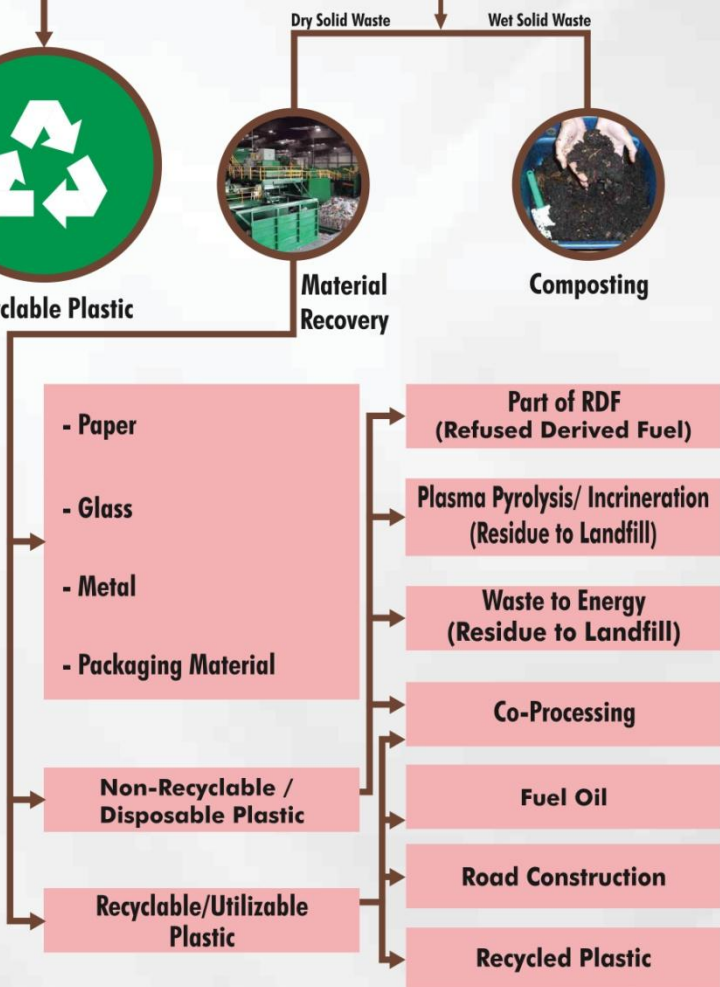 Dry Solid Waste
Wet Solid Waste
clable Plastic
Material
Recovery
Composting
- Paper
- Glass
- Metal
- Packaging Material
Non-Recyclable /
Disposable Plastic
Recyclable/Utilizable
Plastic
Part of RDF
(Refused Derived Fuel)
Plasma Pyrolysis/ Incrineration
(Residue to Landfill)
Waste to Energy
(Residue to Landfill)
Co-Processing
Fuel Oil
Road Construction
Recycled Plastic